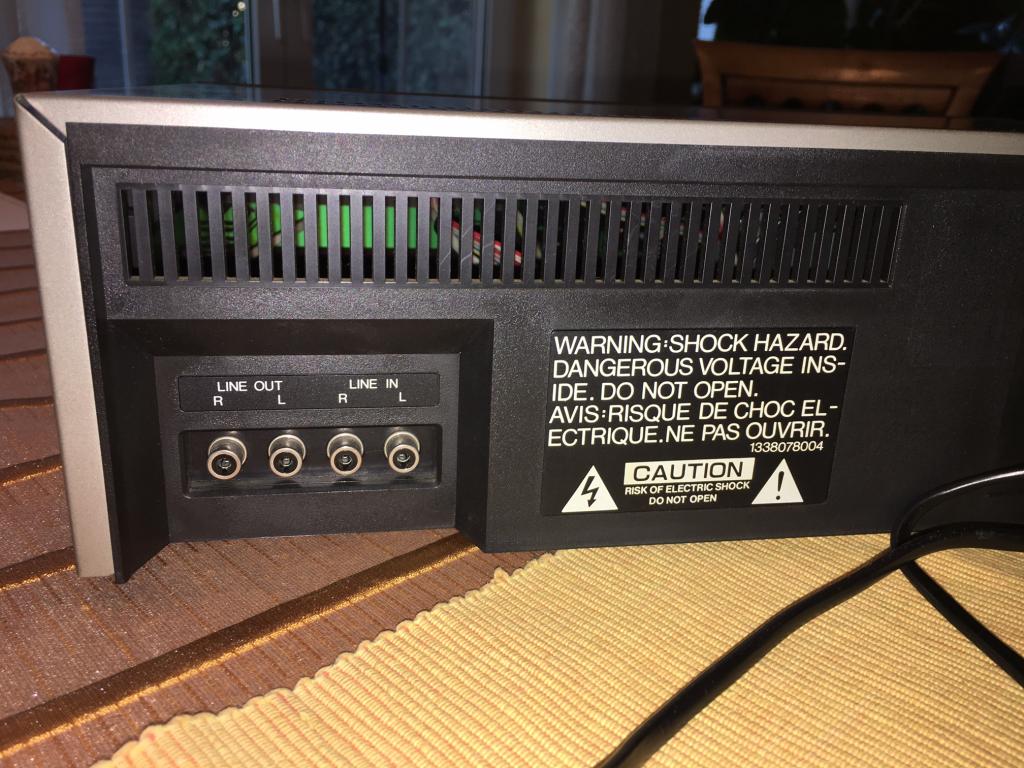 LINE OUT LINE IN
R L R L
WARNING:SHOCK HAZARD.
DANGEROUS VOLTAGE INS-
IDE. DO NOT OPEN.
AVIS:RISQUE DE CHOC EL-
ECTRIQUE.NE PAS OUVRIR.
1338078004
CAUTION
RISK OF ELECTRIC SHOCK
DO NOT OPEN